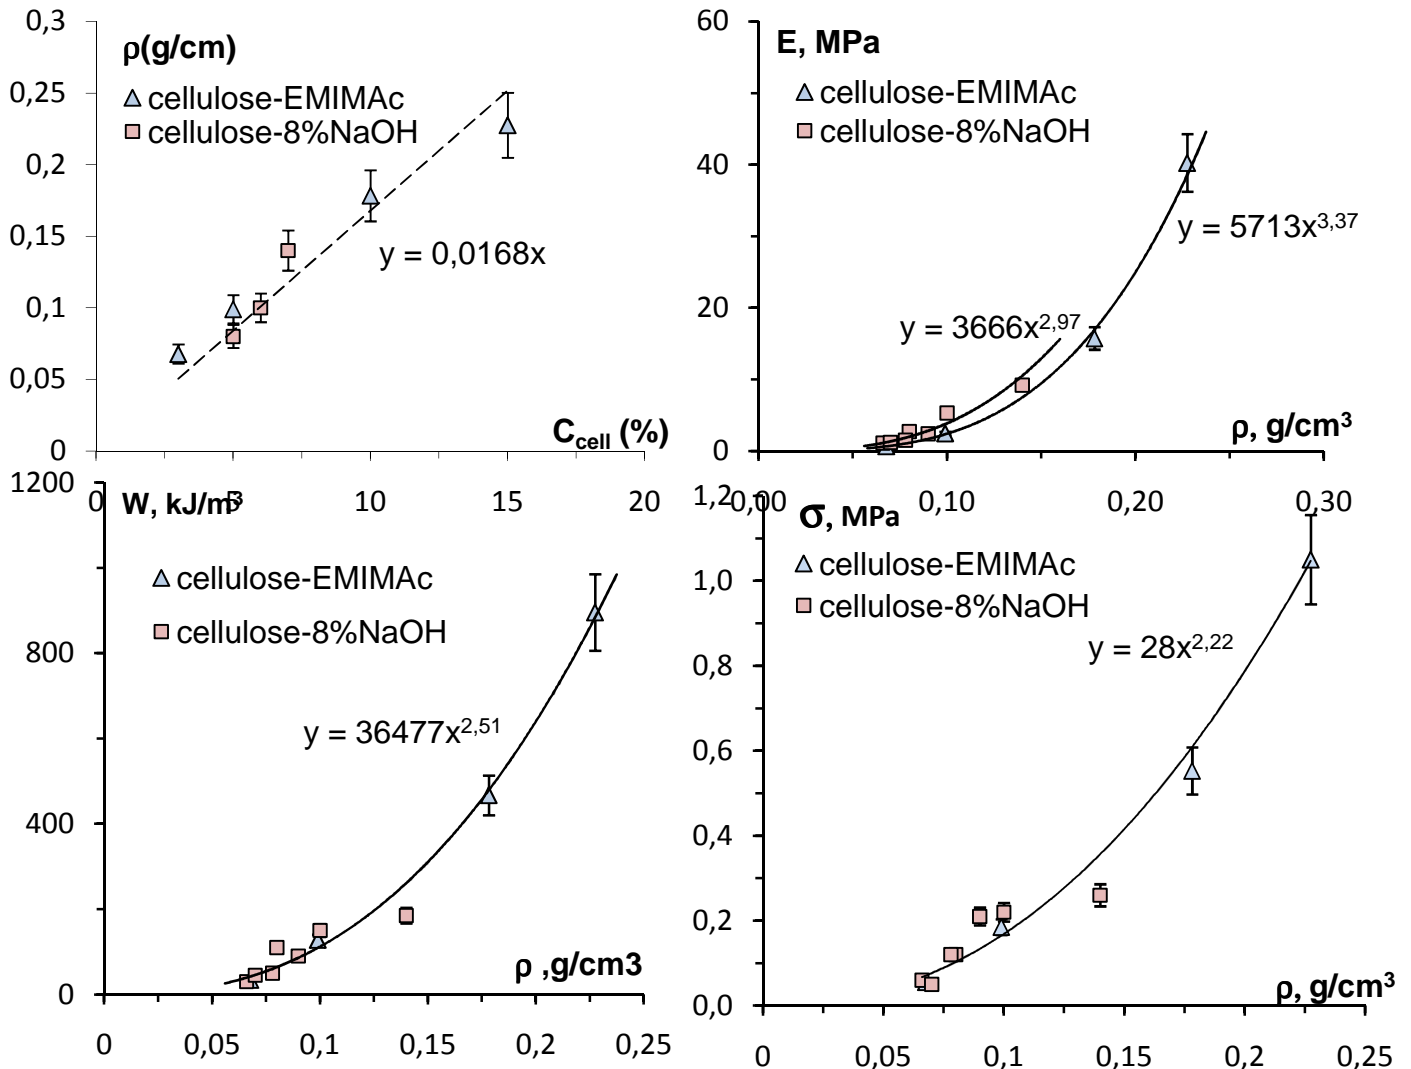 0,3
0,25
0,2
0,15
0,1
0,05
0
ρ(g/cm)
cellulose-EMIMAc
cellulose-8%NaOH
y = 0,0168x
C_cell (%)
0 5 10 15 20
60
40
20
0
E, MPa
cellulose-EMIMAc
cellulose-8%NaOH
y = 5713x^3,37
y = 3666x^2,97
ρ, g/cm³
0,00 0,10 0,20 0,30
1200
800
400
0
W, kJ/m³
cellulose-EMIMAc
cellulose-8%NaOH
y = 36477x^2,51
ρ ,g/cm3
0 0,05 0,1 0,15 0,2 0,25
1,2
1,0
0,8
0,6
0,4
0,2
0,0
σ, MPa
cellulose-EMIMAc
cellulose-8%NaOH
y = 28x^2,22
ρ, g/cm³
0 0,05 0,1 0,15 0,2 0,25